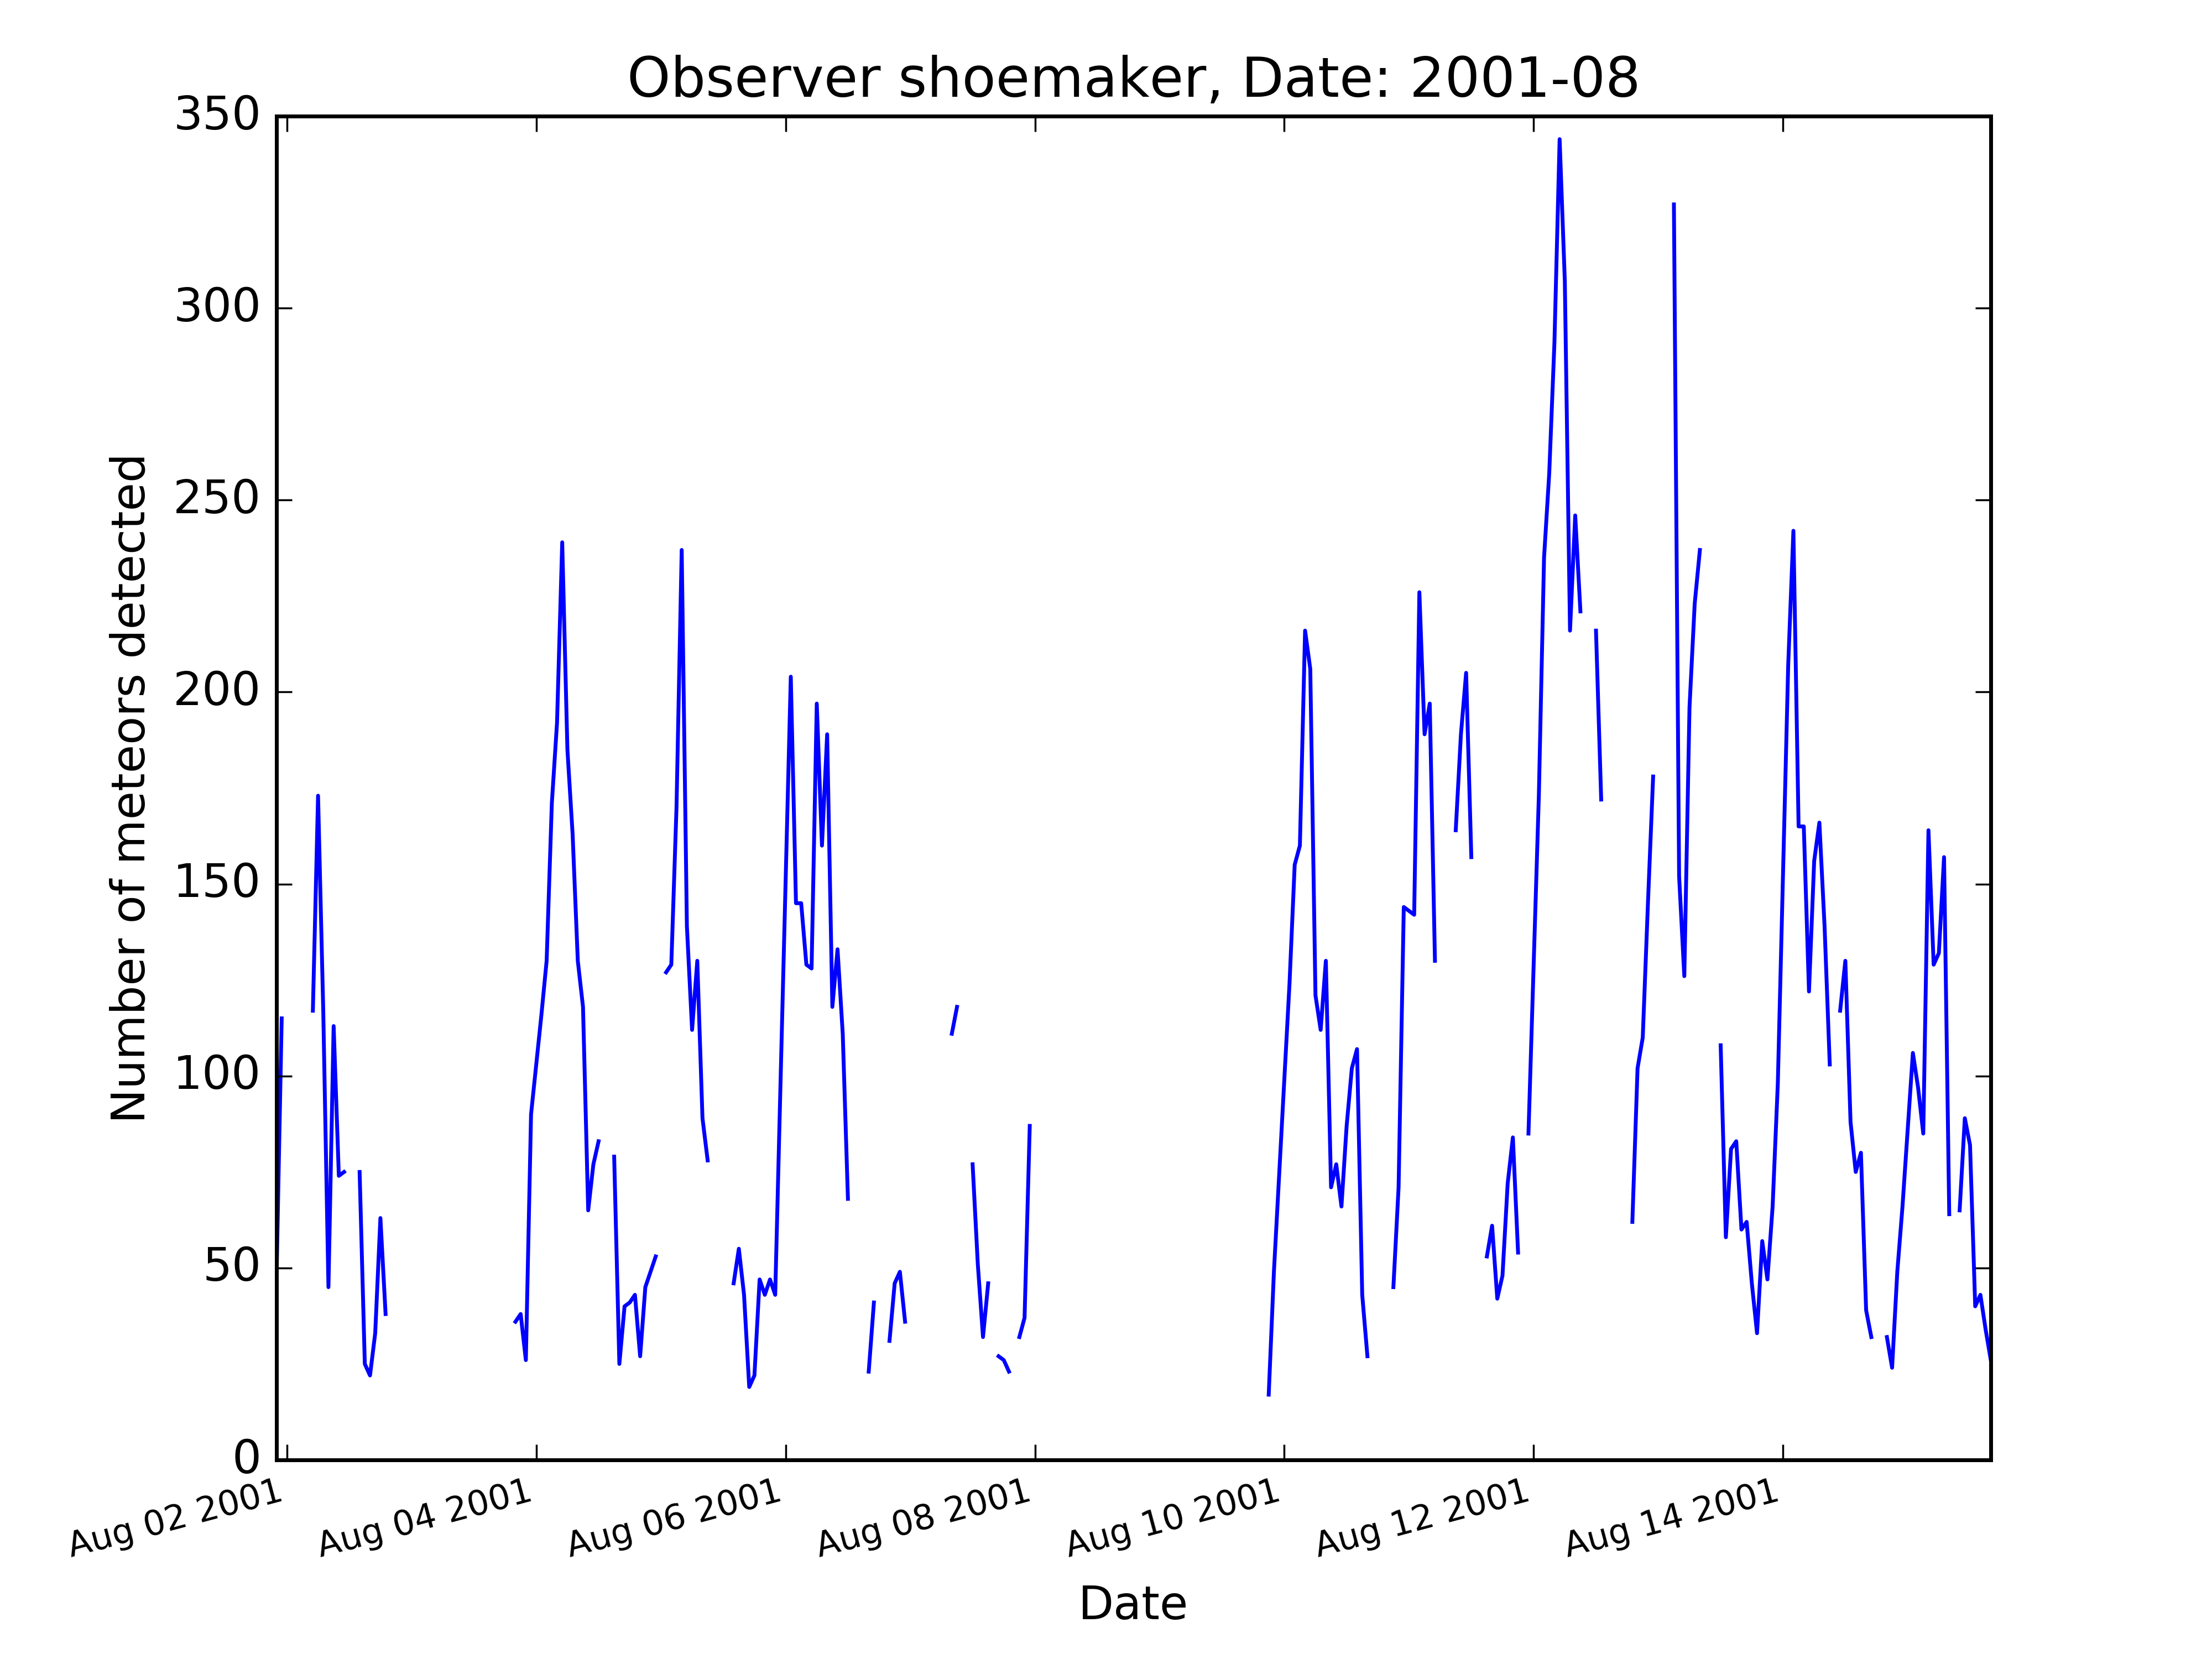 Observer shoemaker, Date: 2001-08
350
300
250
200
150
100
50
0
Number of meteors detected
Aug 02 2001
Aug 04 2001
Aug 06 2001
Aug 08 2001
Aug 10 2001
Aug 12 2001
Aug 14 2001
Date